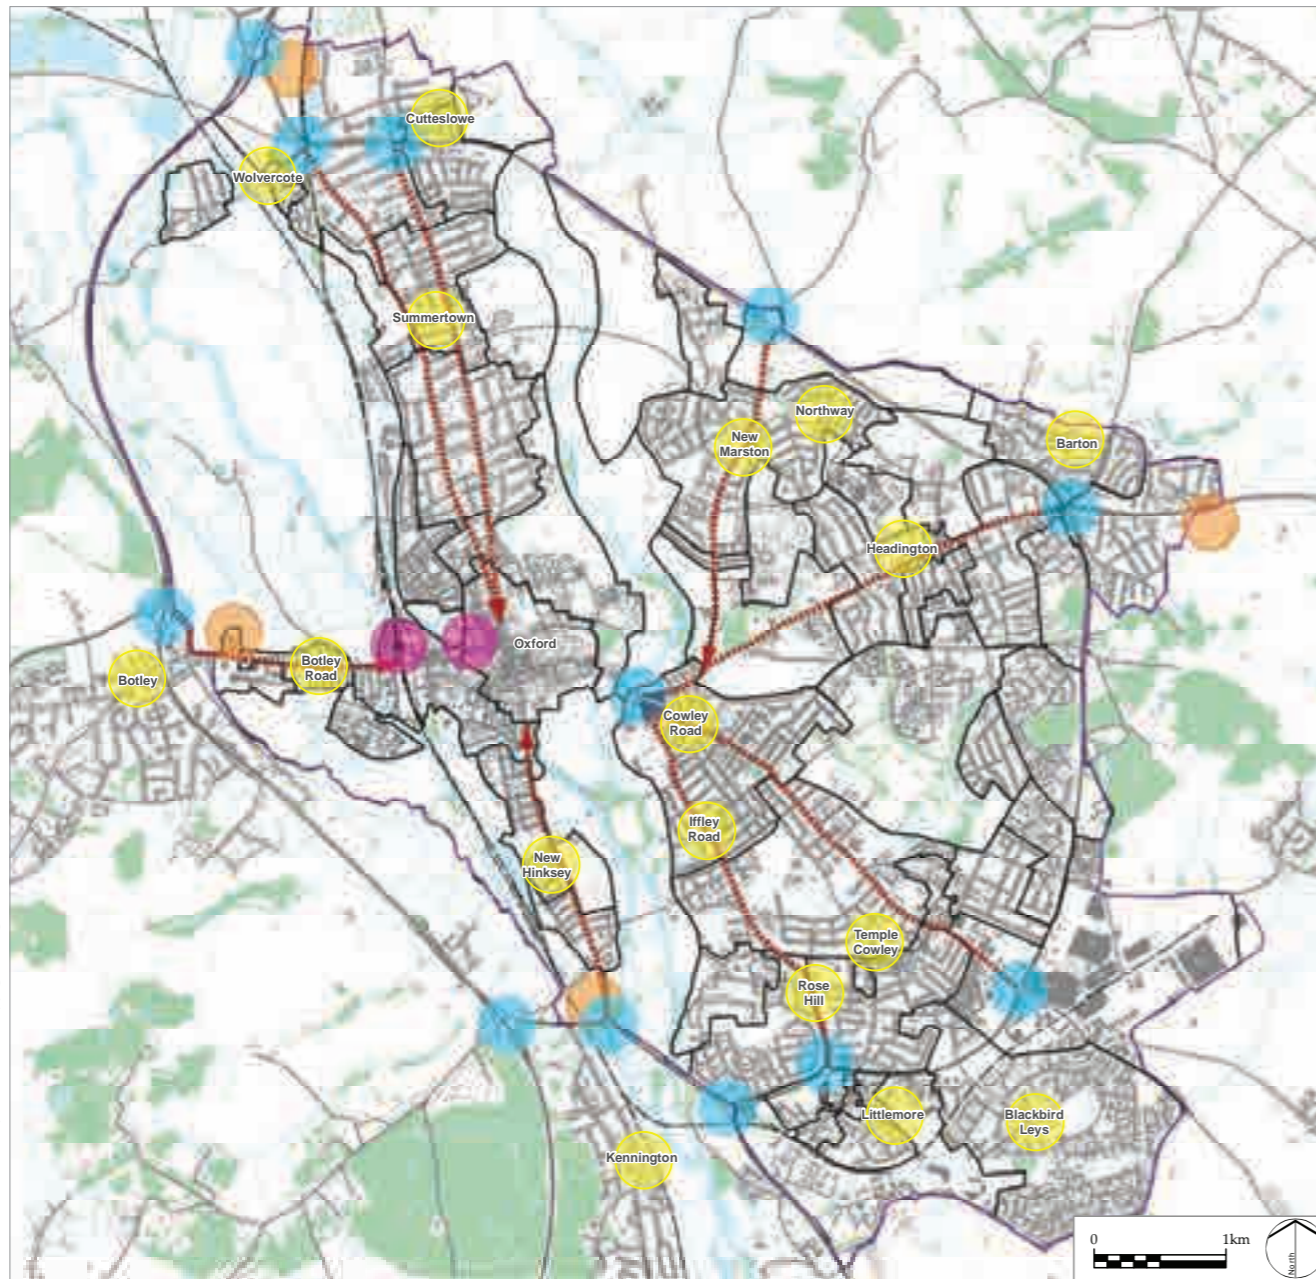 Cutteslowe
Wolvercote
Summertown
Northway
New
Marston
Barton
Headington
Oxford
Botley
Road
Botley
Cowley
Road
Iffley
Road
New
Hinksey
Temple
Cowley
Rose
Hill
Littlemore
Blackbird
Leys
Kennington
0
1km
North